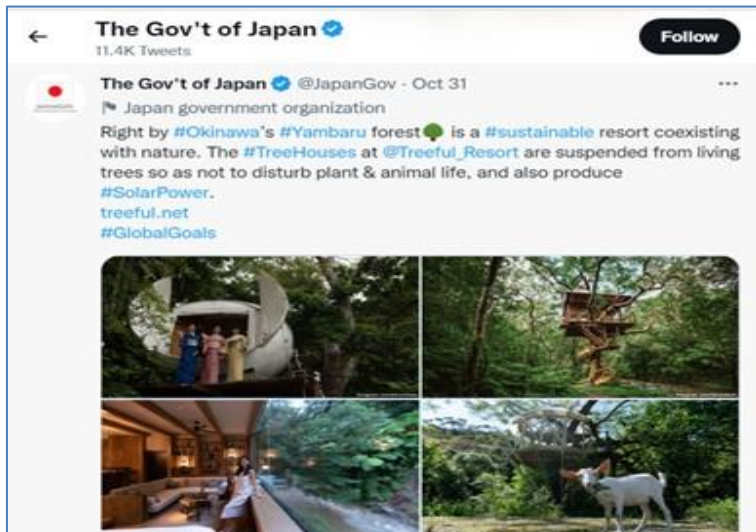 The Gov't of Japan
11.4K Tweets
Follow
The Gov't of Japan @JapanGov · Oct 31
Japan government organization
Right by #Okinawa's #Yambaru forest🌳 is a #sustainable resort coexisting
with nature. The #TreeHouses at @Treeful_Resort are suspended from living
trees so as not to disturb plant & animal life, and also produce
#SolarPower.
treeful.net
#GlobalGoals